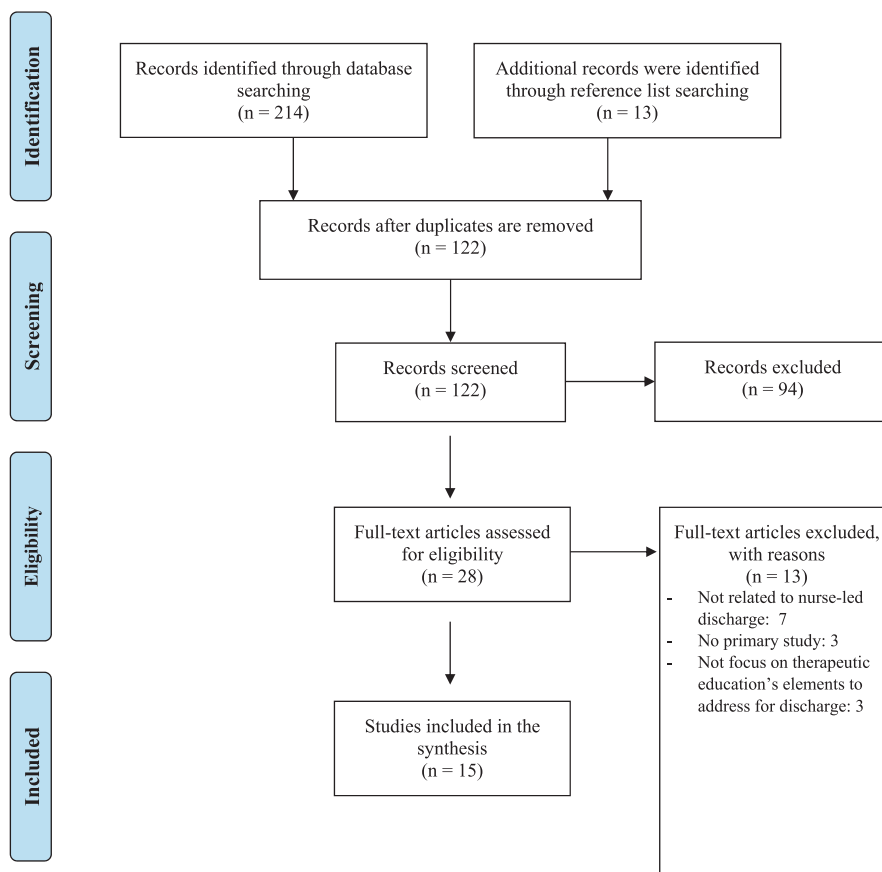 Identification
Records identified through database
searching
(n = 214)
Additional records were identified
through reference list searching
(n = 13)
Records after duplicates are removed
(n = 122)
Screening
Records screened
(n = 122)
Records excluded
(n = 94)
Eligibility
Full-text articles assessed
for eligibility
(n = 28)
Full-text articles excluded,
with reasons
(n = 13)
- Not related to nurse-led
discharge: 7
- No primary study: 3
- Not focus on therapeutic
education’s elements to
address for discharge: 3
Included
Studies included in the
synthesis
(n = 15)